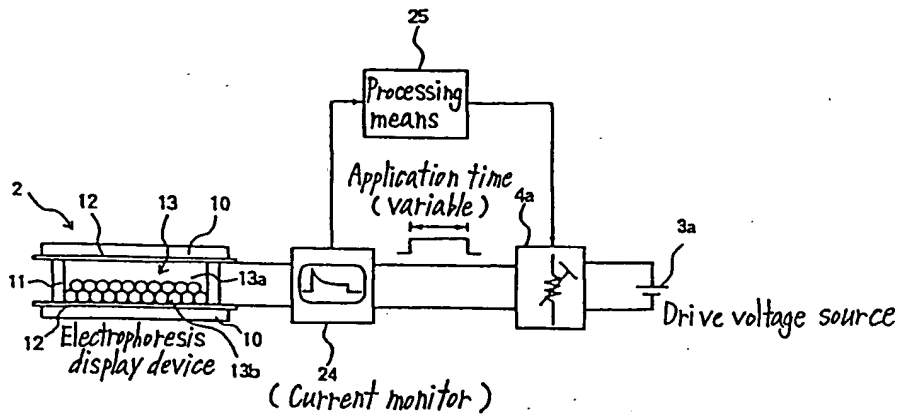 25
Processing
means
Application time
(variable)
4a
2
12
13
10
3a
11
13a
12
10
13b
24
Electrophoresis
display device
Drive voltage source
(Current monitor)